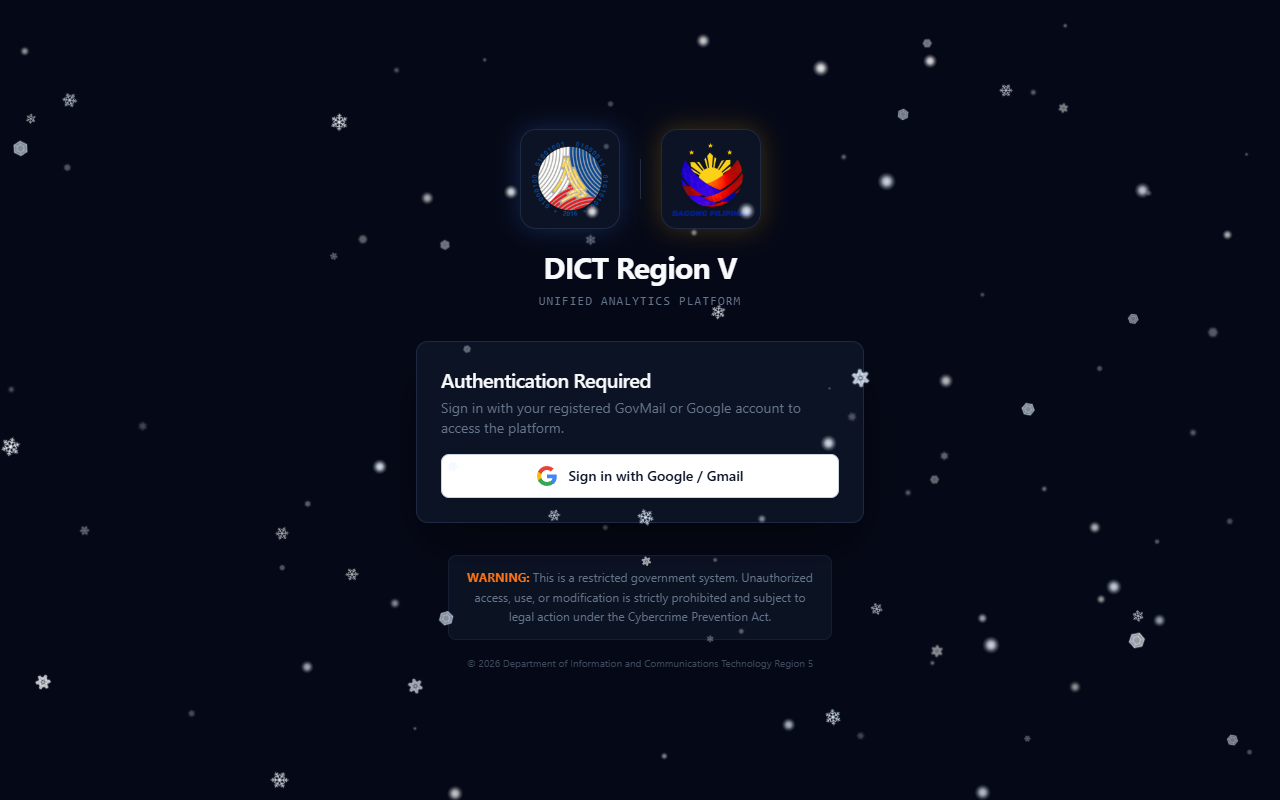 2016
BAGONG PILIPINAS
DICT Region V
UNIFIED ANALYTICS PLATFORM
Authentication Required
Sign in with your registered GovMail or Google account to
access the platform.
Sign in with Google / Gmail
WARNING: This is a restricted government system. Unauthorized
access, use, or modification is strictly prohibited and subject to
legal action under the Cybercrime Prevention Act.
© 2026 Department of Information and Communications Technology Region 5